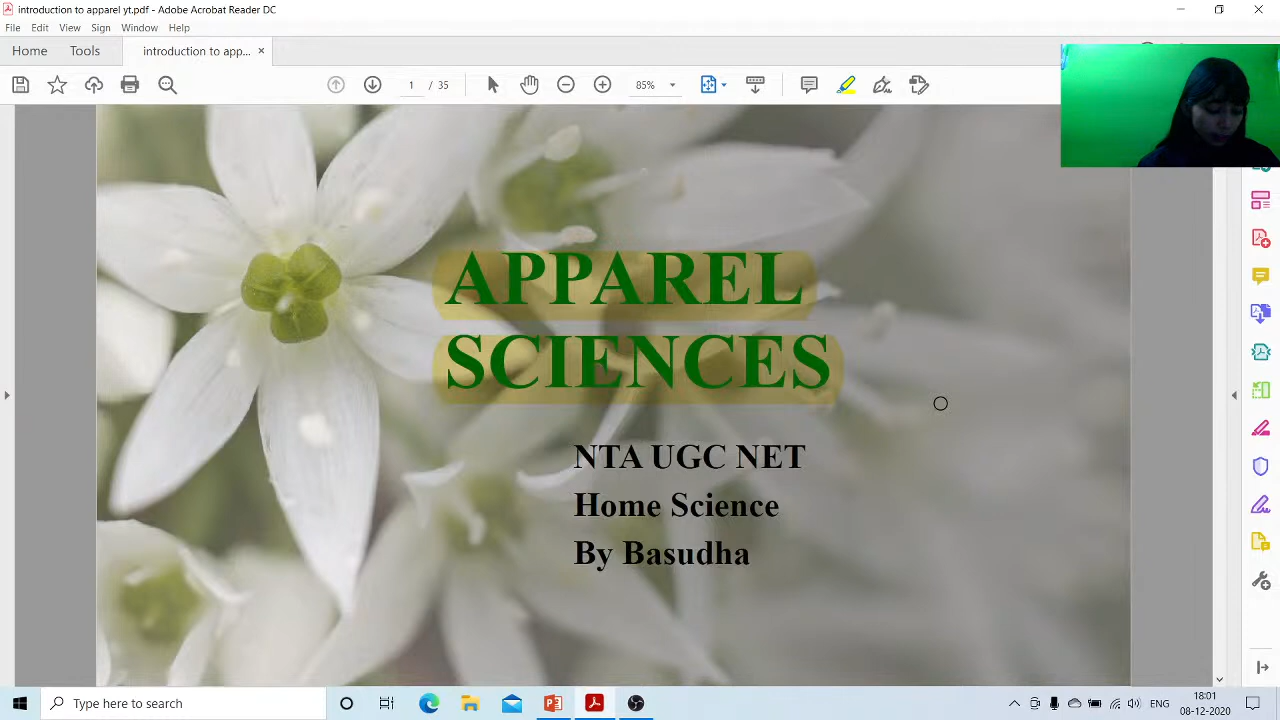 introduction to apparel yt.pdf - Adobe Acrobat Reader DC
File Edit View Sign Window Help
Home Tools introduction to app... ×
1 / 35 85%
APPAREL
SCIENCES
NTA UGC NET
Home Science
By Basudha
Type here to search
ENG
18:01
08-12-2020